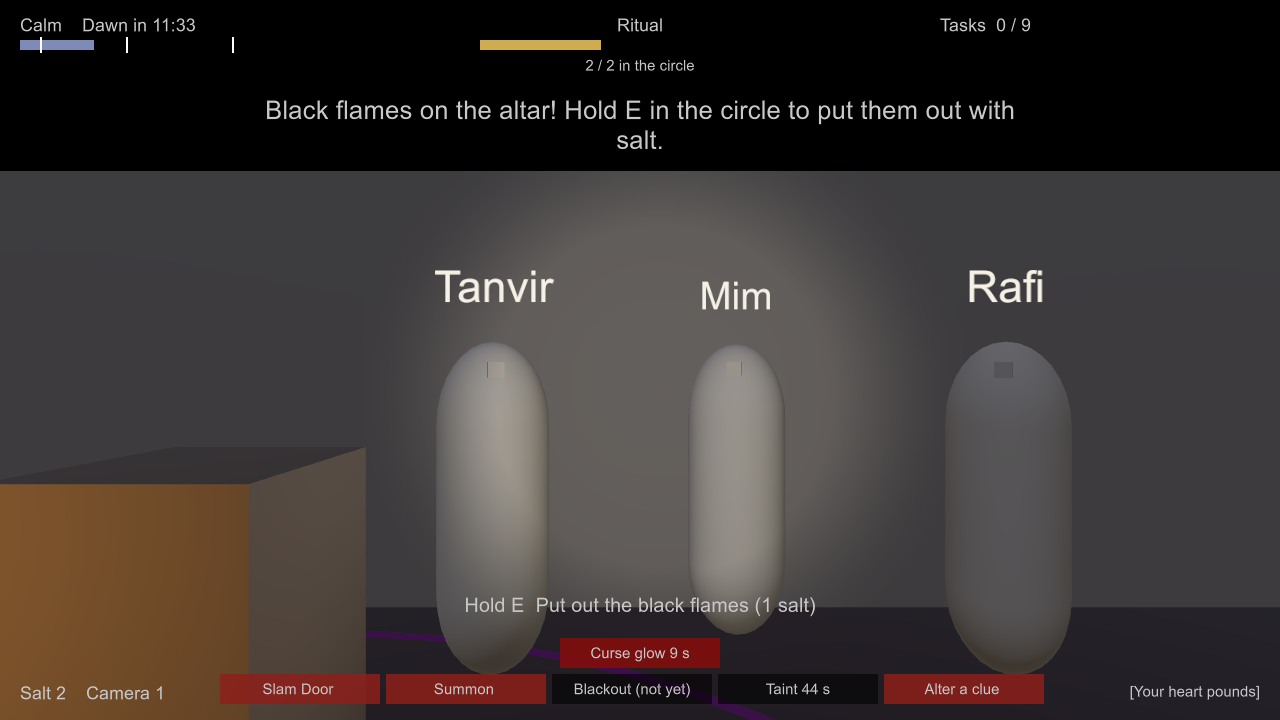 Calm Dawn in 11:33
Ritual
Tasks 0 / 9
2 / 2 in the circle
Black flames on the altar! Hold E in the circle to put them out with
salt.
Tanvir
Mim
Rafi
Hold E Put out the black flames (1 salt)
Curse glow 9 s
Salt 2 Camera 1
Slam Door
Summon
Blackout (not yet)
Taint 44 s
Alter a clue
[Your heart pounds]